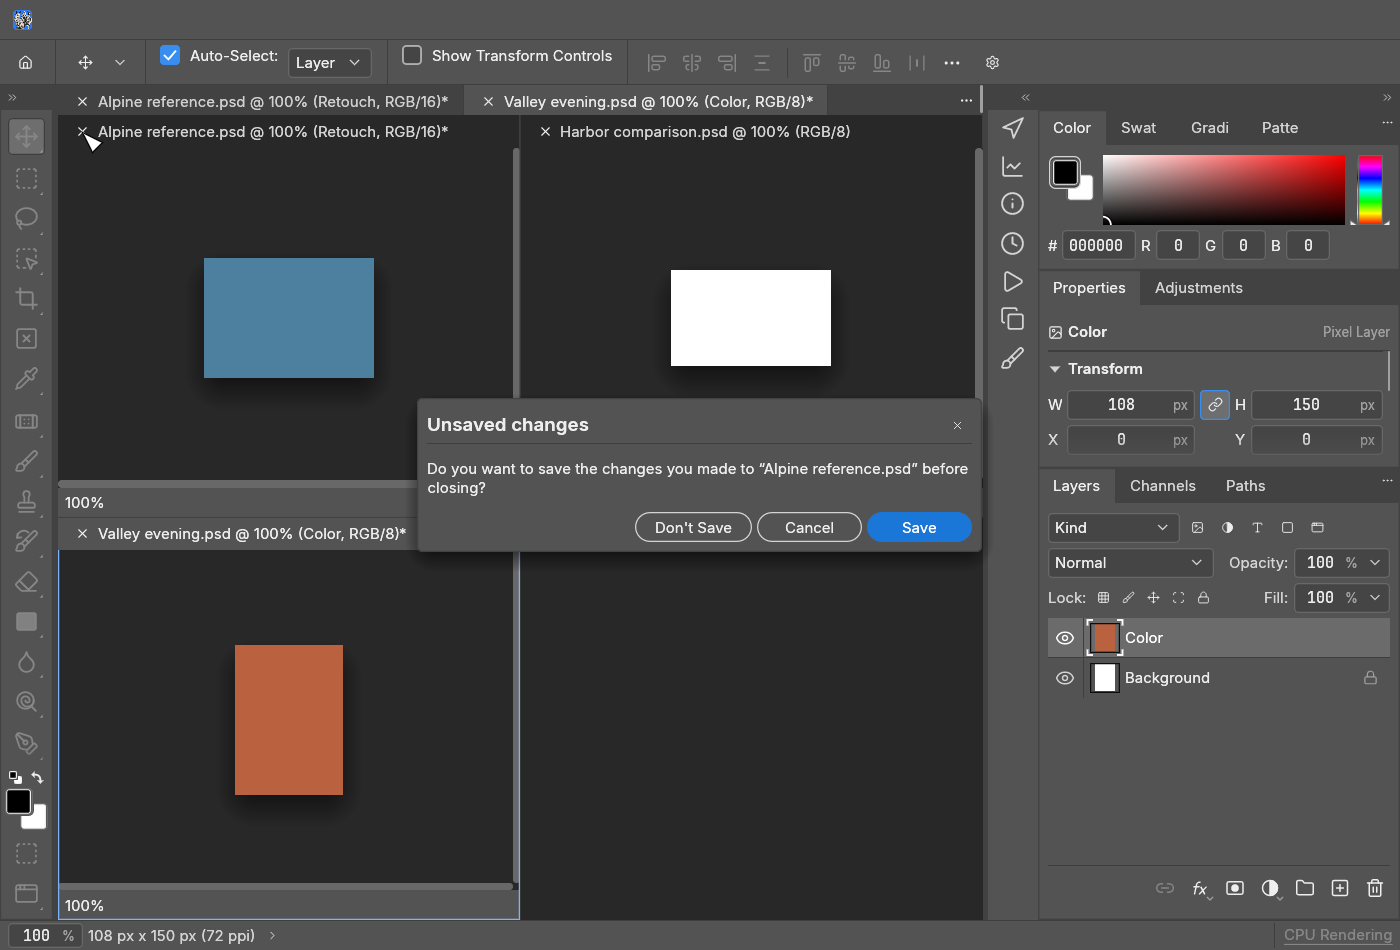 Auto-Select: Layer Show Transform Controls
Alpine reference.psd @ 100% (Retouch, RGB/16)* Valley evening.psd @ 100% (Color, RGB/8)*
Alpine reference.psd @ 100% (Retouch, RGB/16)* Harbor comparison.psd @ 100% (RGB/8)
100%
Valley evening.psd @ 100% (Color, RGB/8)*
100%
Unsaved changes
Do you want to save the changes you made to “Alpine reference.psd” before
closing?
Don't Save Cancel Save
Color Swat Gradi Patte
# 000000 R 0 G 0 B 0
Properties Adjustments
Color Pixel Layer
Transform
W 108 px H 150 px
X 0 px Y 0 px
Layers Channels Paths
Kind
Normal Opacity: 100 %
Lock: Fill: 100 %
Color
Background
fx
100 % 108 px x 150 px (72 ppi) CPU Rendering